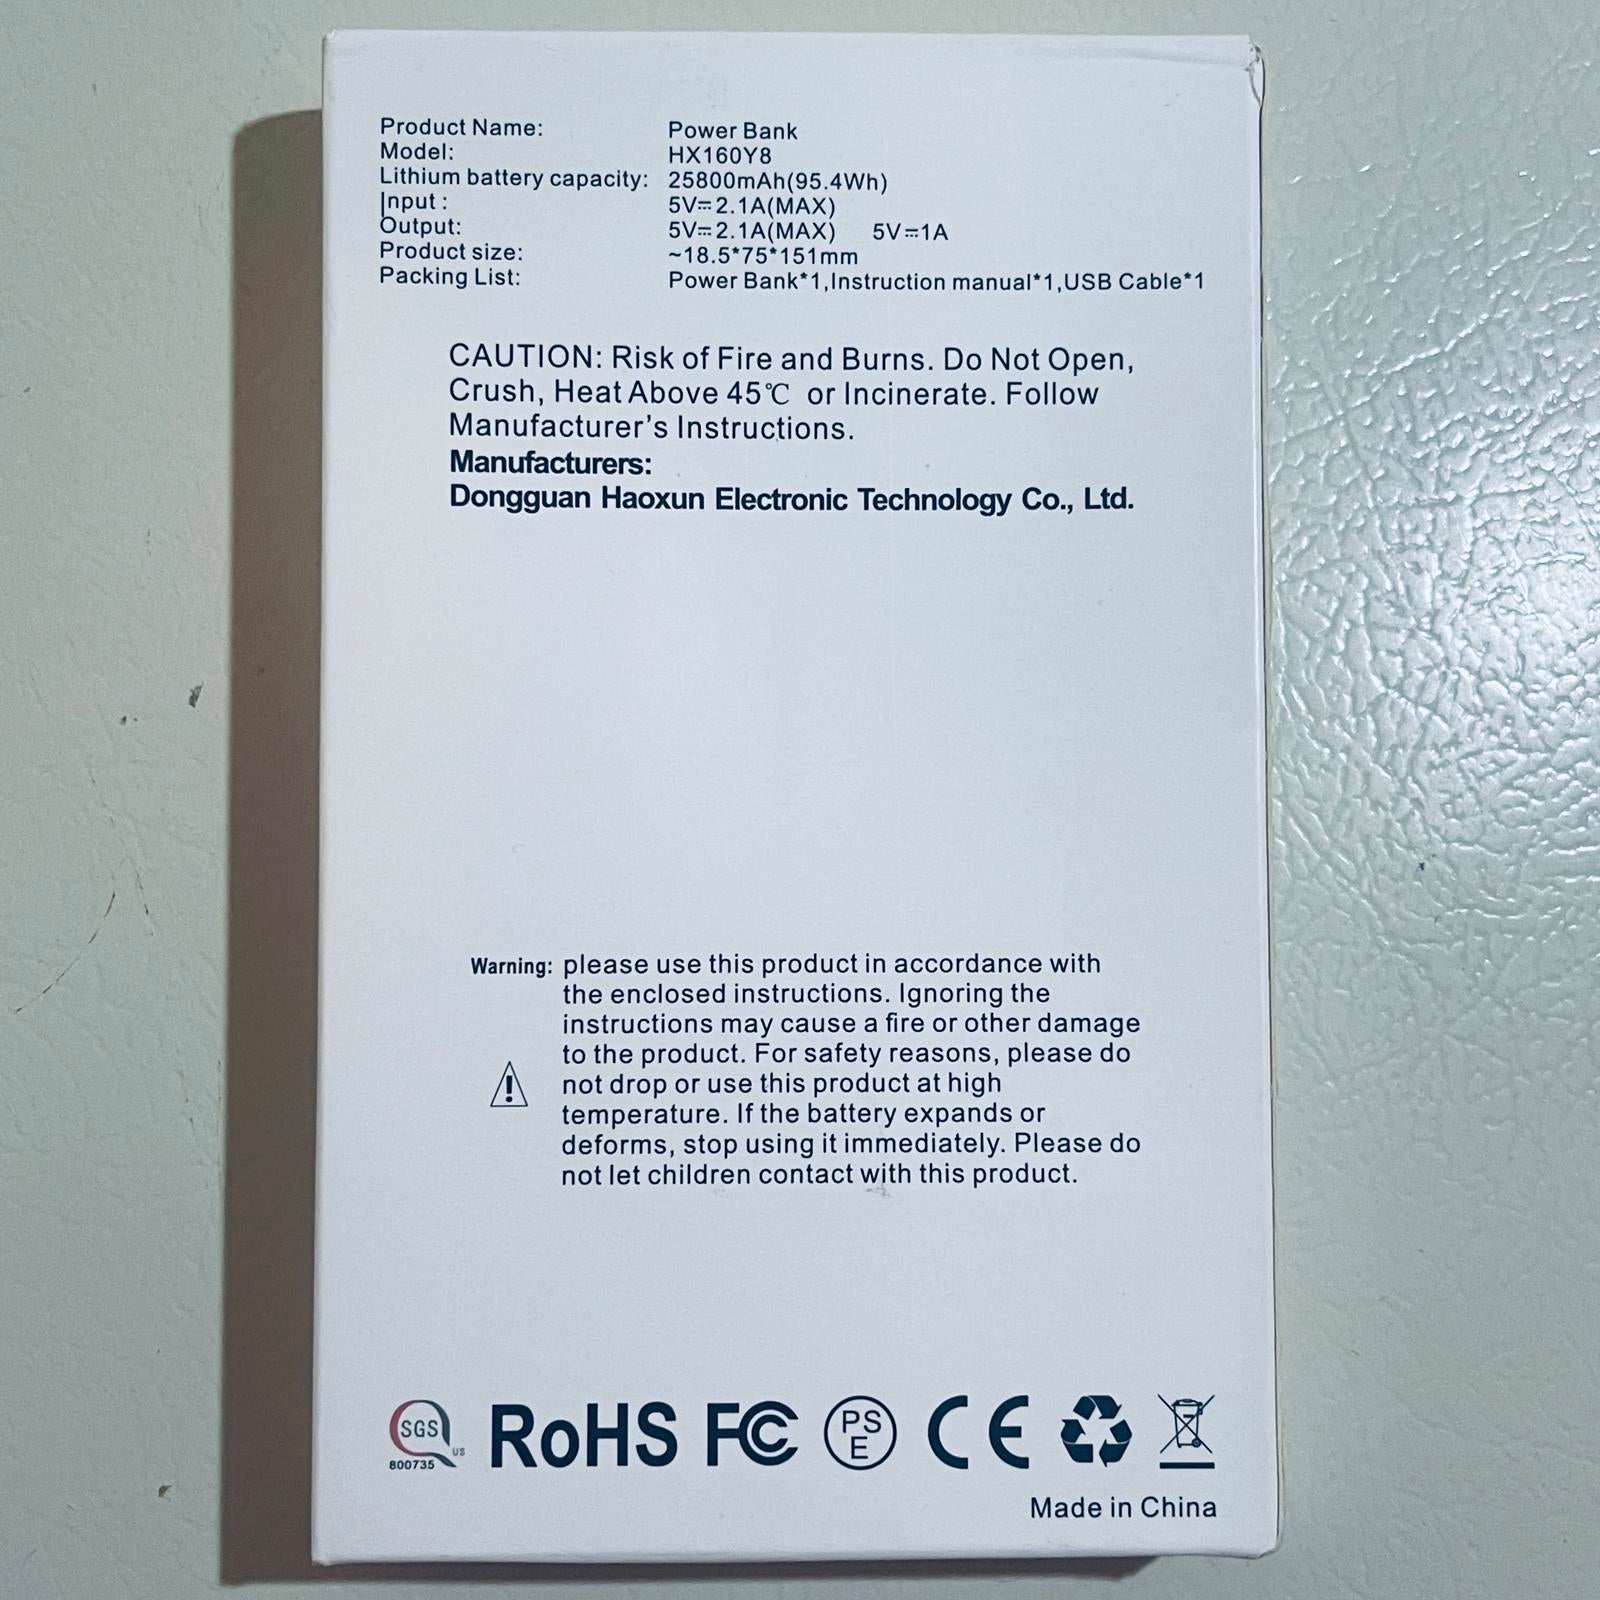 Product Name: Power Bank
Model: HX160Y8
Lithium battery capacity: 25800mAh(95.4Wh)
Input : 5V⎓2.1A(MAX)
Output: 5V⎓2.1A(MAX) 5V⎓1A
Product size: ~18.5*75*151mm
Packing List: Power Bank*1,Instruction manual*1,USB Cable*1
CAUTION: Risk of Fire and Burns. Do Not Open,
Crush, Heat Above 45℃ or Incinerate. Follow
Manufacturer’s Instructions.
Manufacturers:
Dongguan Haoxun Electronic Technology Co., Ltd.
Warning: please use this product in accordance with
the enclosed instructions. Ignoring the
instructions may cause a fire or other damage
to the product. For safety reasons, please do
not drop or use this product at high
temperature. If the battery expands or
deforms, stop using it immediately. Please do
not let children contact with this product.
SGS US
800735
RoHS FC PSE CE
Made in China